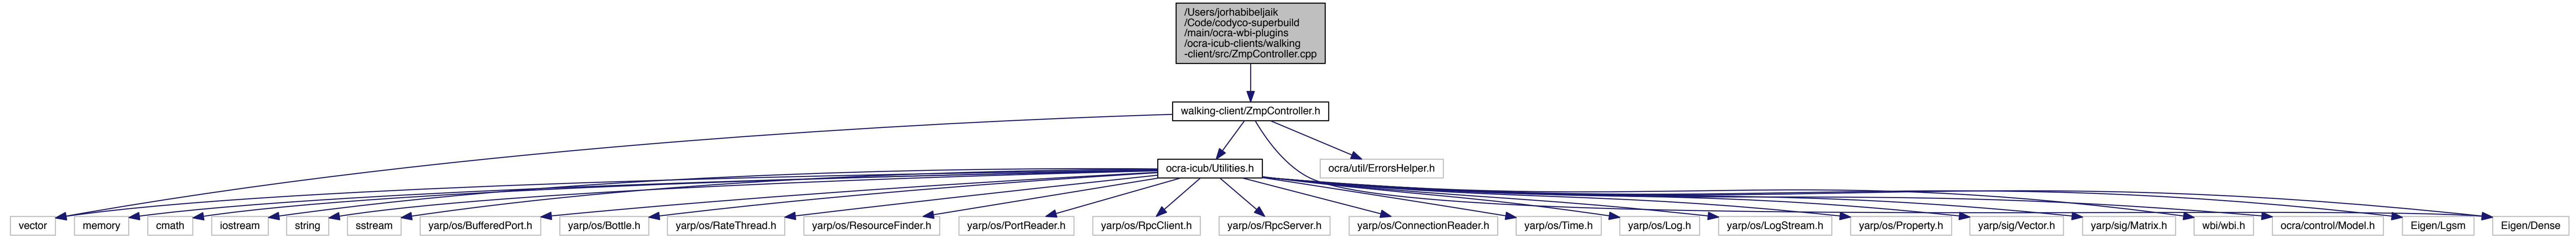 /Users/jorhabibeljaik
/Code/codyco-superbuild
/main/ocra-wbi-plugins
/ocra-icub-clients/walking
-client/src/ZmpController.cpp
walking-client/ZmpController.h
ocra-icub/Utilities.h
ocra/util/ErrorsHelper.h
vector
memory
cmath
iostream
string
sstream
yarp/os/BufferedPort.h
yarp/os/Bottle.h
yarp/os/RateThread.h
yarp/os/ResourceFinder.h
yarp/os/PortReader.h
yarp/os/RpcClient.h
yarp/os/RpcServer.h
yarp/os/ConnectionReader.h
yarp/os/Time.h
yarp/os/Log.h
yarp/os/LogStream.h
yarp/os/Property.h
yarp/sig/Vector.h
yarp/sig/Matrix.h
wbi/wbi.h
ocra/control/Model.h
Eigen/Lgsm
Eigen/Dense